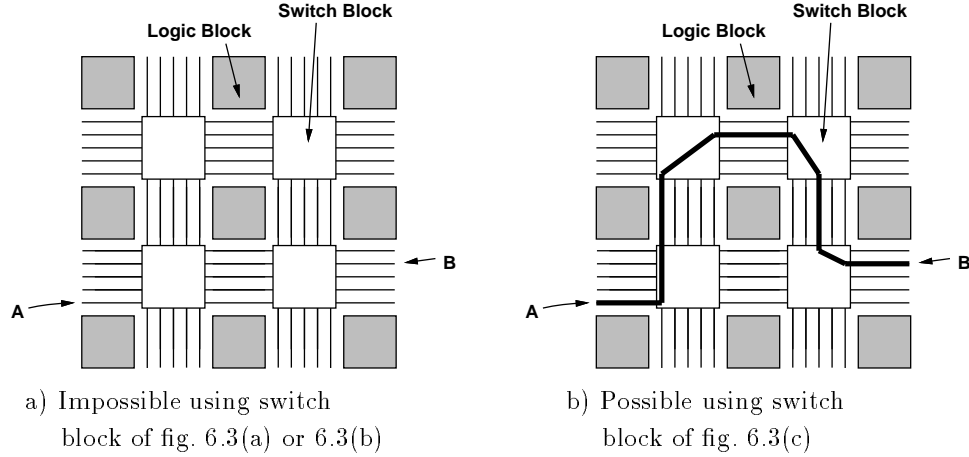 Switch Block
Logic Block
B
A
a) Impossible using switch
block of fig. 6.3(a) or 6.3(b)
Switch Block
Logic Block
B
A
b) Possible using switch
block of fig. 6.3(c)